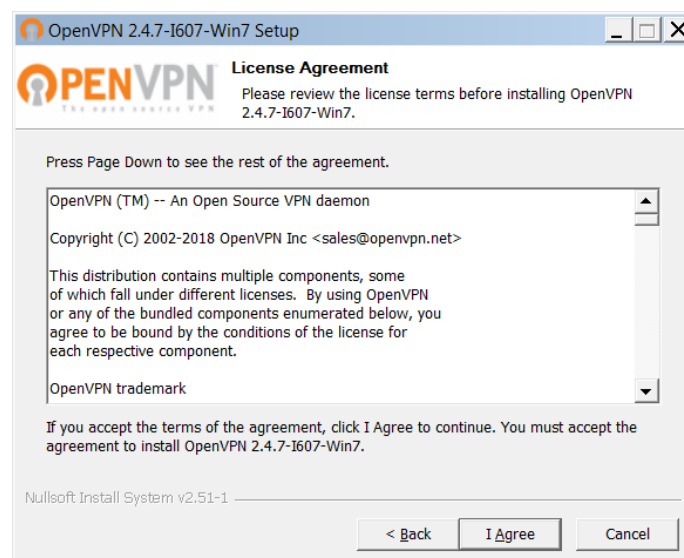 OpenVPN 2.4.7-I607-Win7 Setup
OPENVPN
The open source VPN
License Agreement
Please review the license terms before installing OpenVPN
2.4.7-I607-Win7.
Press Page Down to see the rest of the agreement.
OpenVPN (TM) -- An Open Source VPN daemon
Copyright (C) 2002-2018 OpenVPN Inc <sales@openvpn.net>
This distribution contains multiple components, some
of which fall under different licenses.  By using OpenVPN
or any of the bundled components enumerated below, you
agree to be bound by the conditions of the license for
each respective component.
OpenVPN trademark
If you accept the terms of the agreement, click I Agree to continue. You must accept the
agreement to install OpenVPN 2.4.7-I607-Win7.
Nullsoft Install System v2.51-1
< Back
I Agree
Cancel